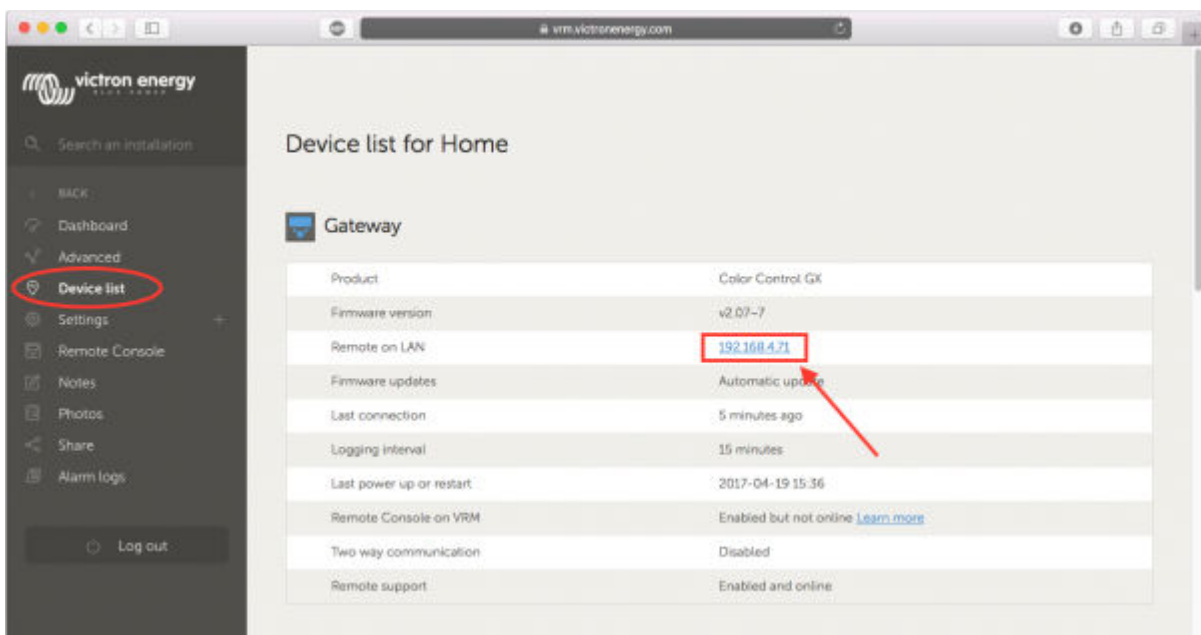 vrm.victronenergy.com
victron energy
BLUE POWER
Search an installation
BACK
Dashboard
Advanced
Device list
Settings
Remote Console
Notes
Photos
Share
Alarm logs
Log out
Device list for Home
Gateway
Product Color Control GX
Firmware version v2.07~7
Remote on LAN 192.168.4.71
Firmware updates Automatic update
Last connection 5 minutes ago
Logging interval 15 minutes
Last power up or restart 2017-04-19 15:36
Remote Console on VRM Enabled but not online Learn more
Two way communication Disabled
Remote support Enabled and online